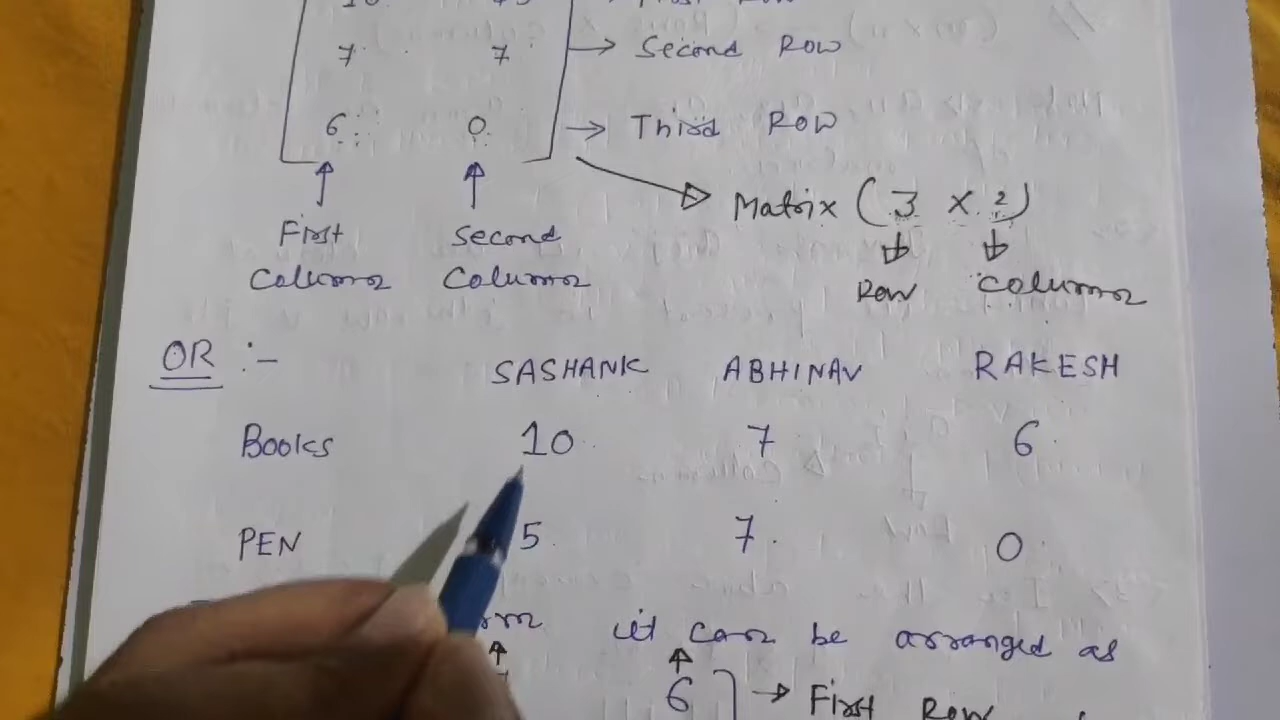 7 7 → Second Row
6 0 → Third Row
Matrix (3 x 2)
First Second
Column Column Row Column
OR :- SASHANK ABHINAV RAKESH
Books 10 7 6
PEN 5 7 0
it can be arranged as
6 → First Row